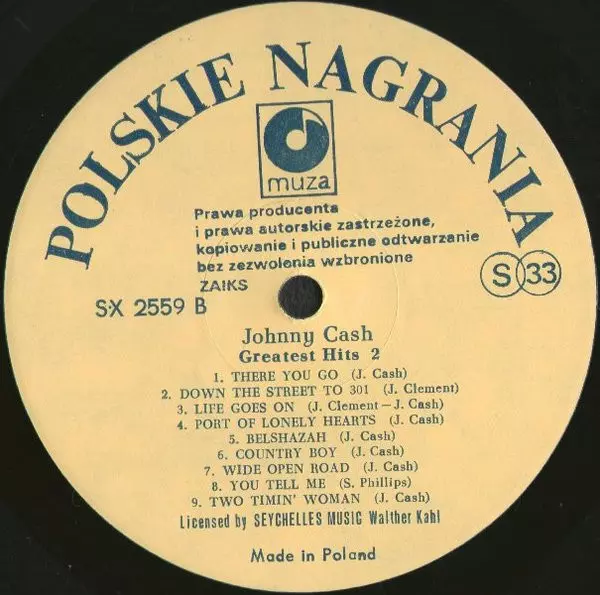 POLSKIE NAGRANIA
muza
Prawa producenta
i prawa autorskie zastrzeżone,
kopiowanie i publiczne odtwarzanie
bez zezwolenia wzbronione
ZAIKS
S 33
S·X 2559 B
Johnny Cash
Greatest Hits 2
1. THERE YOU GO (J. Cash)
2. DOWN THE STREET TO 301 (J. Clement)
3. LIFE GOES ON (J. Clement—J. Cash)
4. PORT OF LONELY HEARTS (J. Cash)
5. BELSHAZAH (J. Cash)
6. COUNTRY BOY (J. Cash)
7. WIDE OPEN ROAD (J. Cash)
8. YOU TELL ME (S. Phillips)
9. TWO TIMIN' WOMAN (J. Cash)
Licensed by SEYCHELLES MUSIC Walther Kahl
Made in Poland